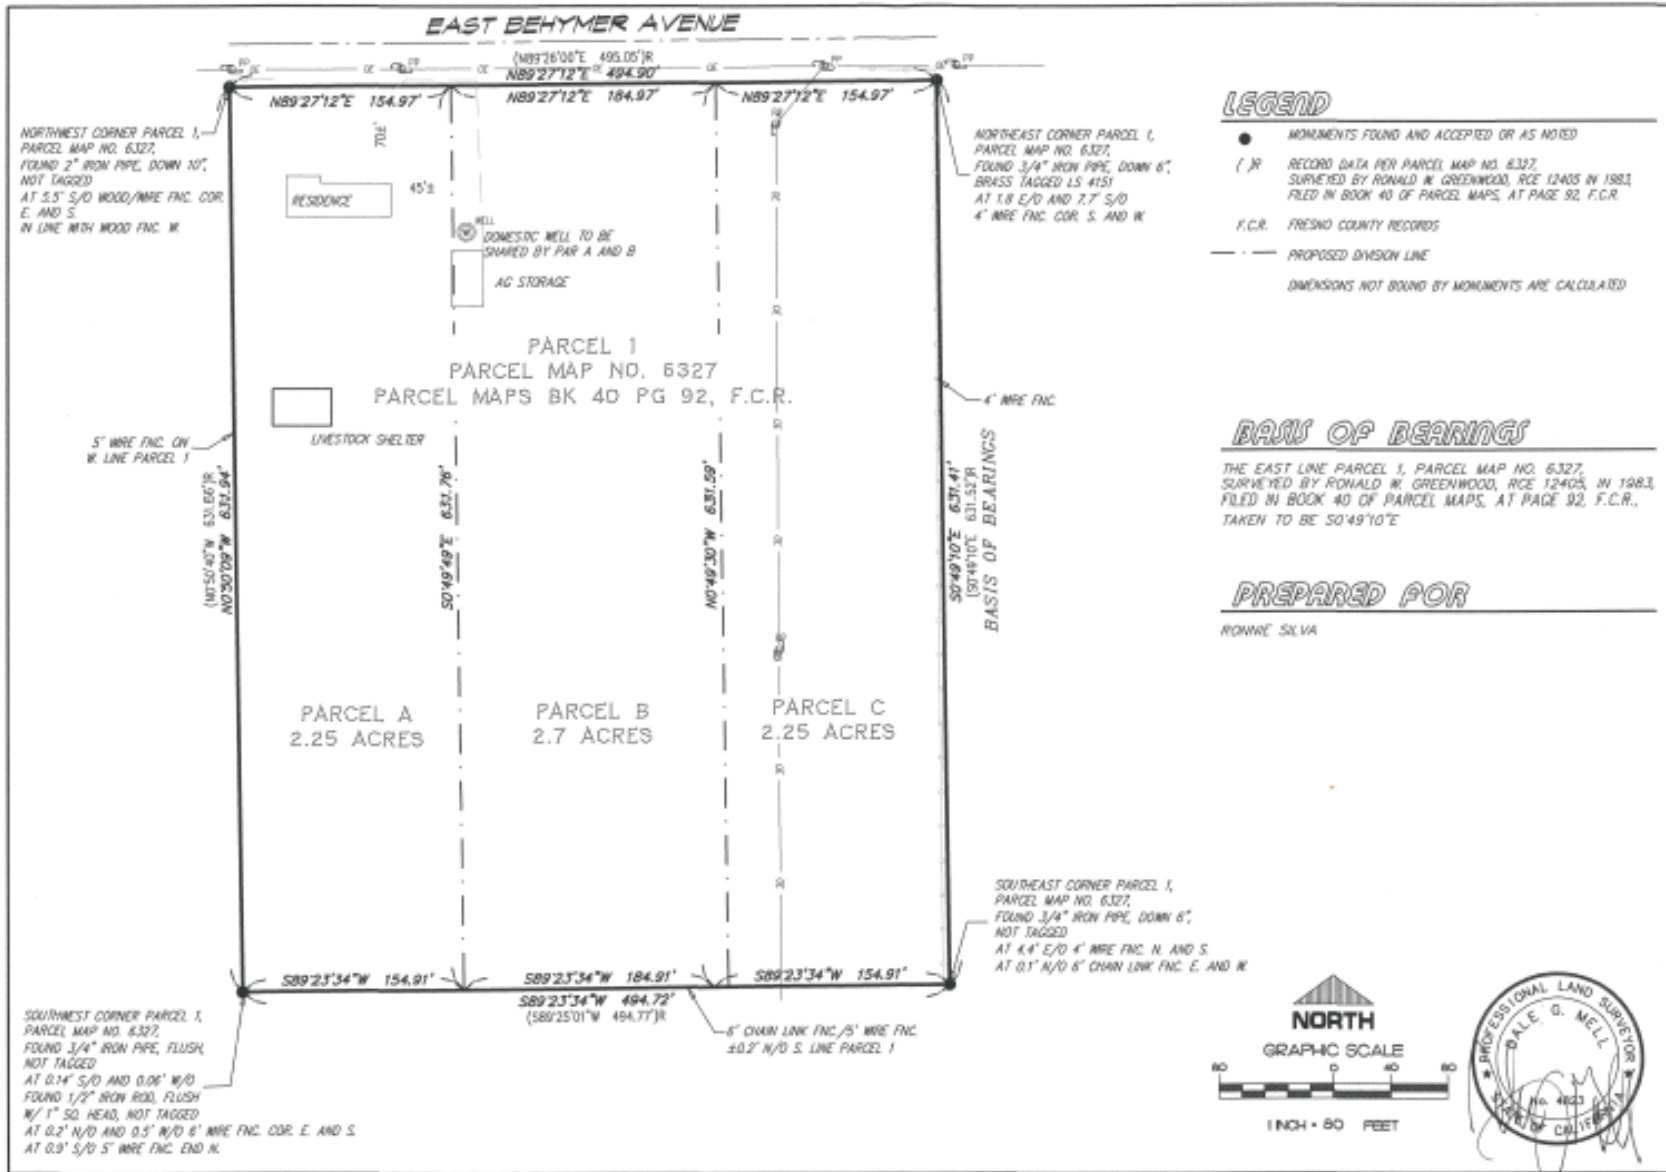 EAST BEHYMER AVENUE
(N89°26'00"E 495.05')R
N89°27'12"E 494.90'
PP
PP
PP
PP
OE
OE
OE
OE
OE
OE
N89°27'12"E 154.97'
N89°27'12"E 184.97'
N89°27'12"E 154.97'
NORTHWEST CORNER PARCEL 1,
PARCEL MAP NO. 6327,
FOUND 2" IRON PIPE, DOWN 10",
NOT TAGGED
AT 5.5' S/O WOOD/WIRE FNC. COR.
E. AND S.
IN LINE WITH WOOD FNC. W.
70±'
45'±
RESIDENCE
WELL
W
DOMESTIC WELL TO BE
SHARED BY PAR A AND B
AG STORAGE
NORTHEAST CORNER PARCEL 1,
PARCEL MAP NO. 6327,
FOUND 3/4" IRON PIPE, DOWN 6",
BRASS TAGGED LS 4151
AT 1.8 E/O AND 7.7' S/O
4' WIRE FNC. COR. S. AND W.
PARCEL 1
PARCEL MAP NO. 6327
PARCEL MAPS BK 40 PG 92, F.C.R.
LIVESTOCK SHELTER
5' WIRE FNC. ON
W. LINE PARCEL 1
4' WIRE FNC.
(N0°50'40"W 631.86')R
N0°50'09"W 631.94'
S0°49'49"E 631.76'
N0°49'30"W 631.59'
S0°49'10"E 631.41'
(S0°49'10"E 631.52')R
BASIS OF BEARINGS
PARCEL A
2.25 ACRES
PARCEL B
2.7 ACRES
PARCEL C
2.25 ACRES
S89°23'34"W 154.91'
S89°23'34"W 184.91'
S89°23'34"W 154.91'
S89°23'34"W 494.72'
(S89°25'01"W 494.77')R
6' CHAIN LINK FNC./5' WIRE FNC.
±0.2' N/O S. LINE PARCEL 1
SOUTHWEST CORNER PARCEL 1,
PARCEL MAP NO. 6327,
FOUND 3/4" IRON PIPE, FLUSH,
NOT TAGGED
AT 0.14' S/O AND 0.06' W/O
FOUND 1/2" IRON ROD, FLUSH
W/ 1" SQ. HEAD, NOT TAGGED
AT 0.2' N/O AND 0.5' W/O 6' WIRE FNC. COR. E. AND S.
AT 0.9' S/O 5' WIRE FNC. END N.
SOUTHEAST CORNER PARCEL 1,
PARCEL MAP NO. 6327,
FOUND 3/4" IRON PIPE, DOWN 6",
NOT TAGGED
AT 4.4' E/O 4' WIRE FNC. N. AND S.
AT 0.1' N/O 6' CHAIN LINK FNC. E. AND W.
LEGEND
MONUMENTS FOUND AND ACCEPTED OR AS NOTED
( )R RECORD DATA PER PARCEL MAP NO. 6327,
SURVEYED BY RONALD W. GREENWOOD, RCE 12405 IN 1983,
FILED IN BOOK 40 OF PARCEL MAPS, AT PAGE 92, F.C.R.
F.C.R. FRESNO COUNTY RECORDS
PROPOSED DIVISION LINE
DIMENSIONS NOT BOUND BY MONUMENTS ARE CALCULATED
BASIS OF BEARINGS
THE EAST LINE PARCEL 1, PARCEL MAP NO. 6327,
SURVEYED BY RONALD W. GREENWOOD, RCE 12405, IN 1983,
FILED IN BOOK 40 OF PARCEL MAPS, AT PAGE 92, F.C.R.,
TAKEN TO BE S0°49'10"E
PREPARED FOR
RONNIE SILVA
NORTH
GRAPHIC SCALE
80 0 40 80
1 INCH = 80 FEET
PROFESSIONAL LAND SURVEYOR
DALE G. MELL
No. 4823
STATE OF CALIFORNIA